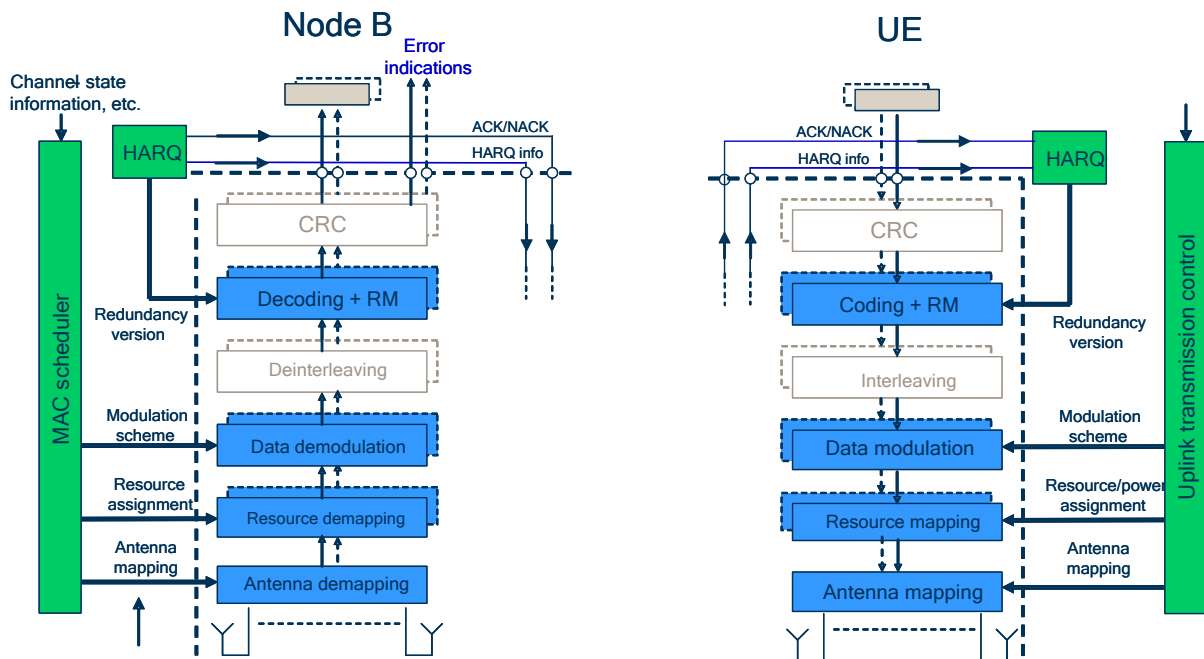 Node B
UE
Error
indications
Channel state
information, etc.
HARQ
ACK/NACK
HARQ info
CRC
Decoding + RM
Redundancy
version
Deinterleaving
MAC scheduler
Modulation
scheme
Data demodulation
Resource
assignment
Resource demapping
Antenna
mapping
Antenna demapping
ACK/NACK
HARQ info
HARQ
CRC
Coding + RM
Redundancy
version
Interleaving
Uplink transmission control
Modulation
scheme
Data modulation
Resource/power
assignment
Resource mapping
Antenna
mapping
Antenna mapping